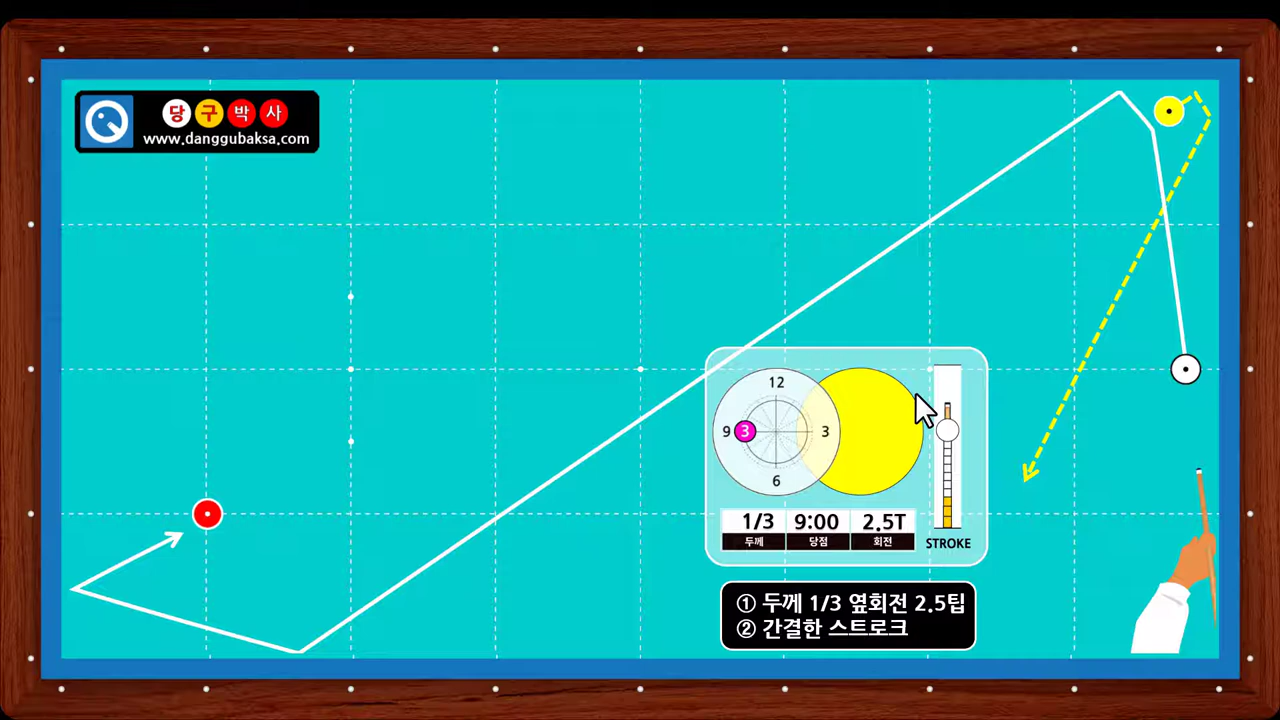 당구박사
www.danggubaksa.com
12
9 3 3
6
1/3 9:00 2.5T
두께 당점 회전
STROKE
① 두께 1/3 옆회전 2.5팁
② 간결한 스트로크